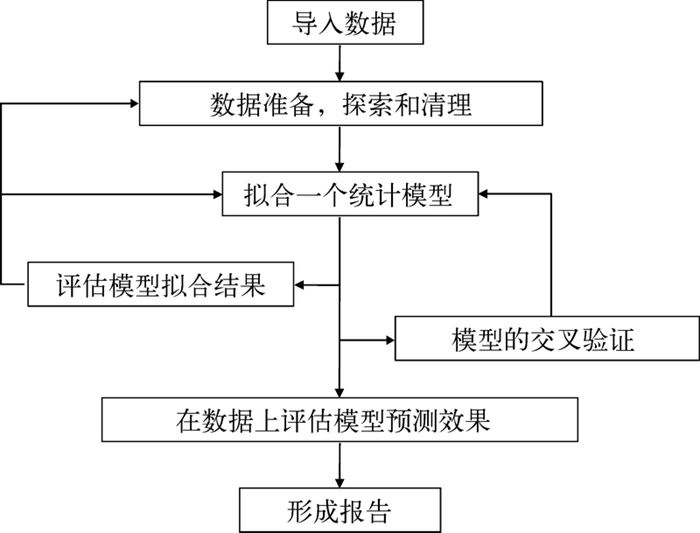 导入数据
数据准备，探索和清理
拟合一个统计模型
评估模型拟合结果
模型的交叉验证
在数据上评估模型预测效果
形成报告